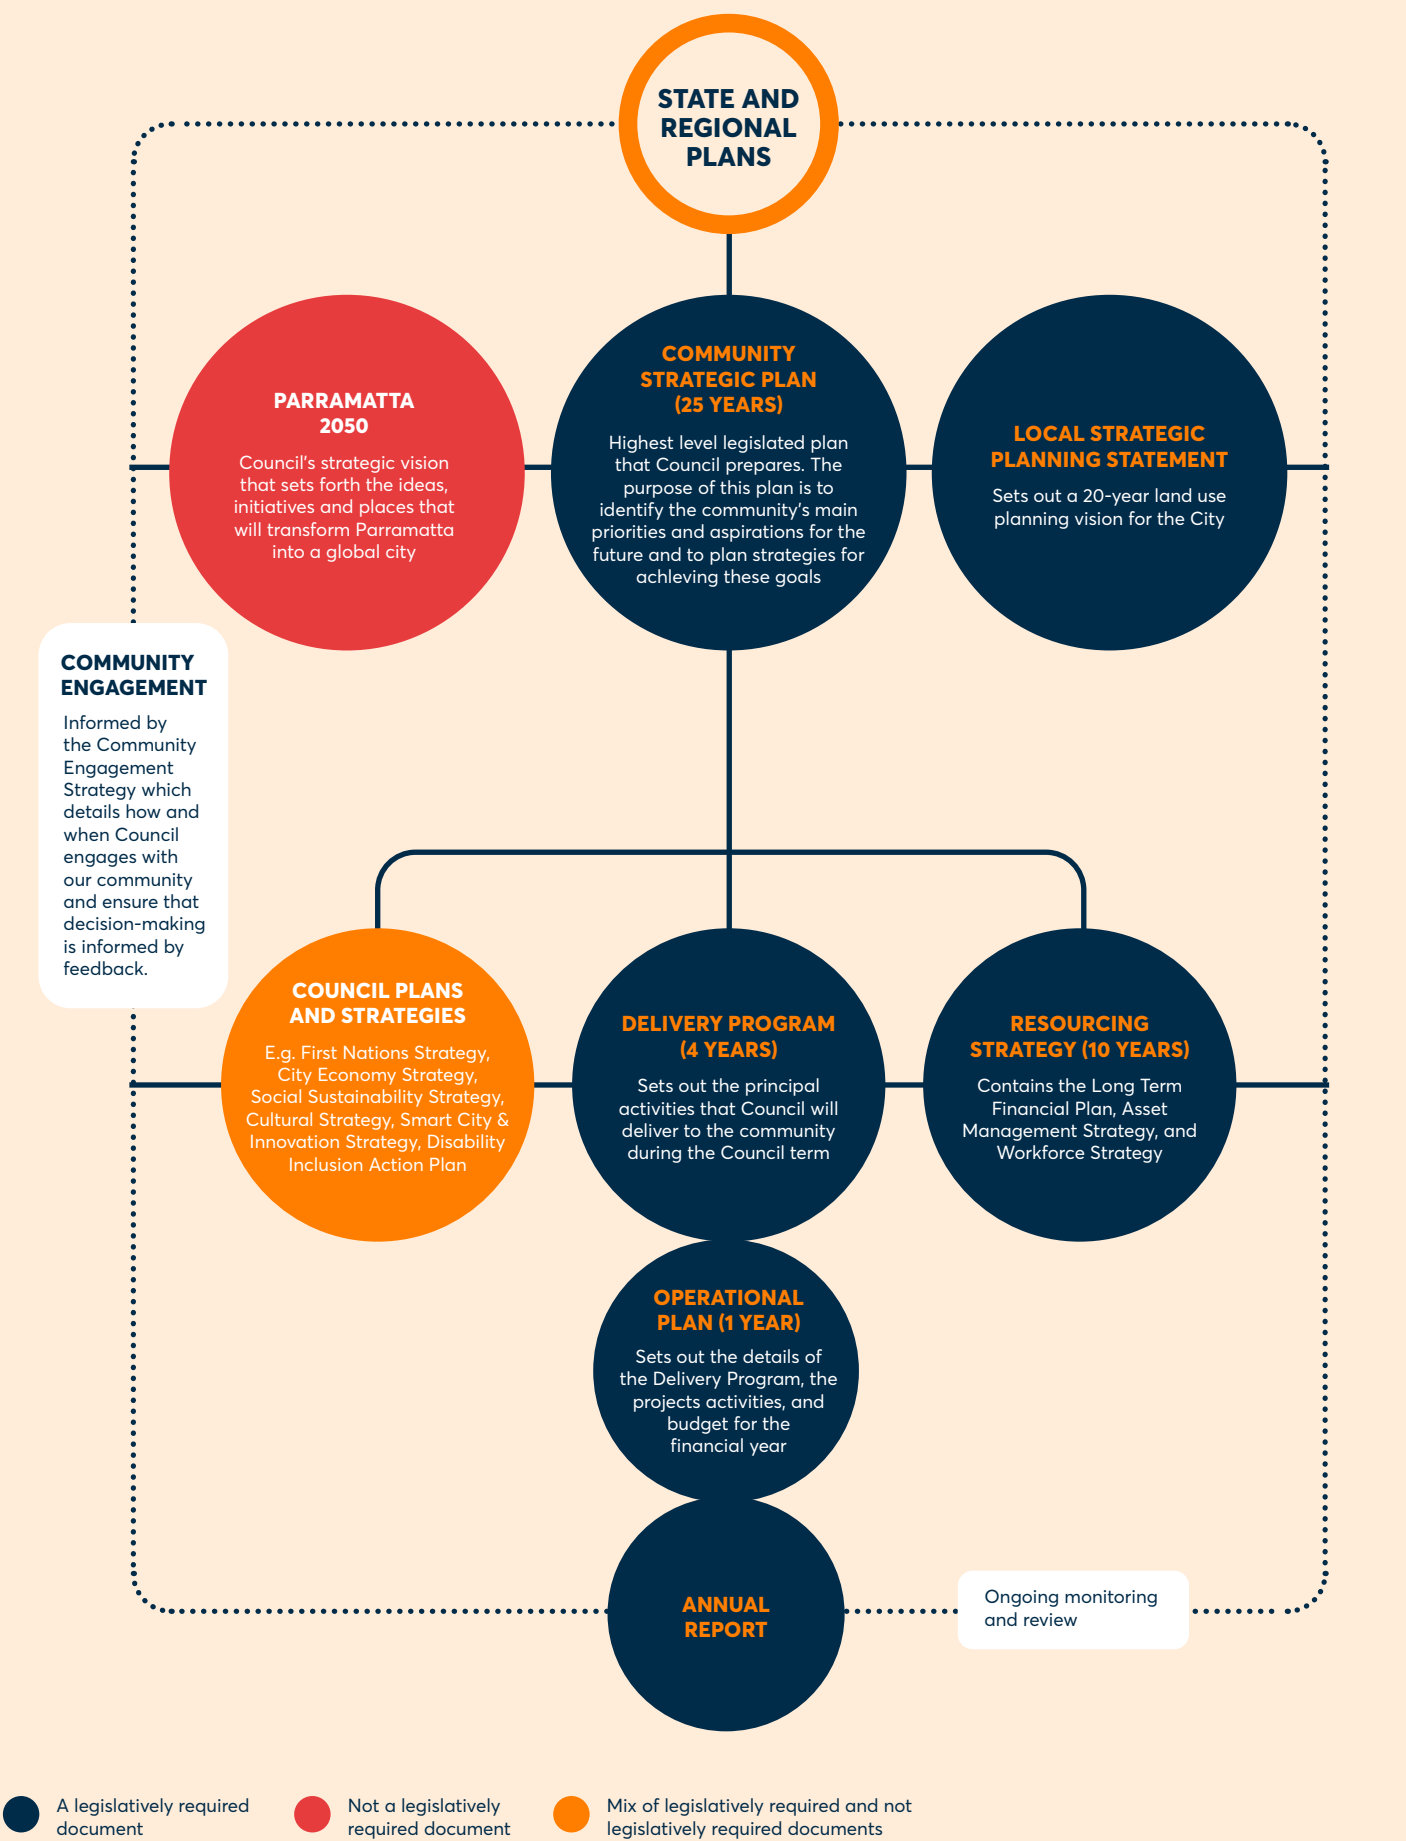 STATE AND
REGIONAL
PLANS
PARRAMATTA
2050
Council's strategic vision
that sets forth the ideas,
initiatives and places that
will transform Parramatta
into a global city
COMMUNITY
STRATEGIC PLAN
(25 YEARS)
Highest level legislated plan
that Council prepares. The
purpose of this plan is to
identify the community's main
priorities and aspirations for the
future and to plan strategies for
achleving these goals
LOCAL STRATEGIC
PLANNING STATEMENT
Sets out a 20-year land use
planning vision for the City
COMMUNITY
ENGAGEMENT
Informed by
the Community
Engagement
Strategy which
details how and
when Council
engages with
our community
and ensure that
decision-making
is informed by
feedback.
COUNCIL PLANS
AND STRATEGIES
E.g. First Nations Strategy,
City Economy Strategy,
Social Sustainability Strategy,
Cultural Strategy, Smart City &
Innovation Strategy, Disability
Inclusion Action Plan
DELIVERY PROGRAM
(4 YEARS)
Sets out the principal
activities that Council will
deliver to the community
during the Council term
RESOURCING
STRATEGY (10 YEARS)
Contains the Long Term
Financial Plan, Asset
Management Strategy, and
Workforce Strategy
OPERATIONAL
PLAN (1 YEAR)
Sets out the details of
the Delivery Program, the
projects activities, and
budget for the
financial year
ANNUAL
REPORT
Ongoing monitoring
and review
A legislatively required
document
Not a legislatively
required document
Mix of legislatively required and not
legislatively required documents